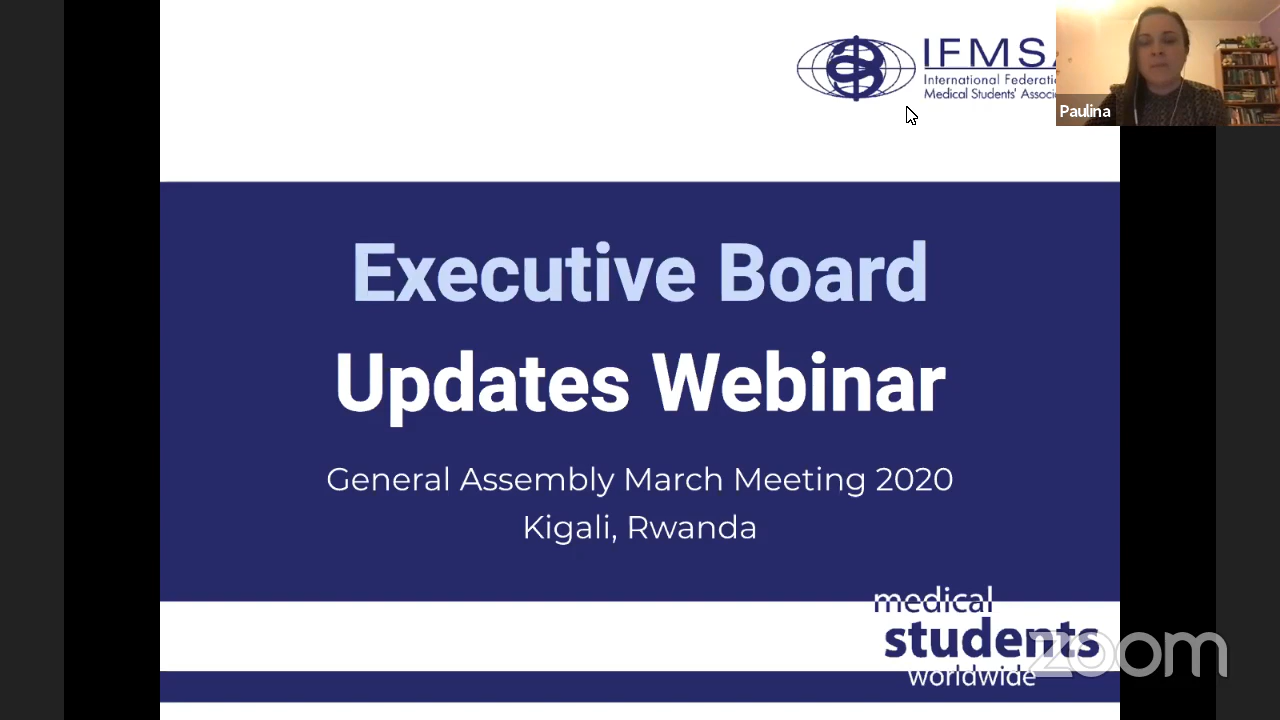 IFMSA
International Federati
Medical Students' Associ
Paulina
Executive Board
Updates Webinar
General Assembly March Meeting 2020
Kigali, Rwanda
medical
students
worldwide
zoom